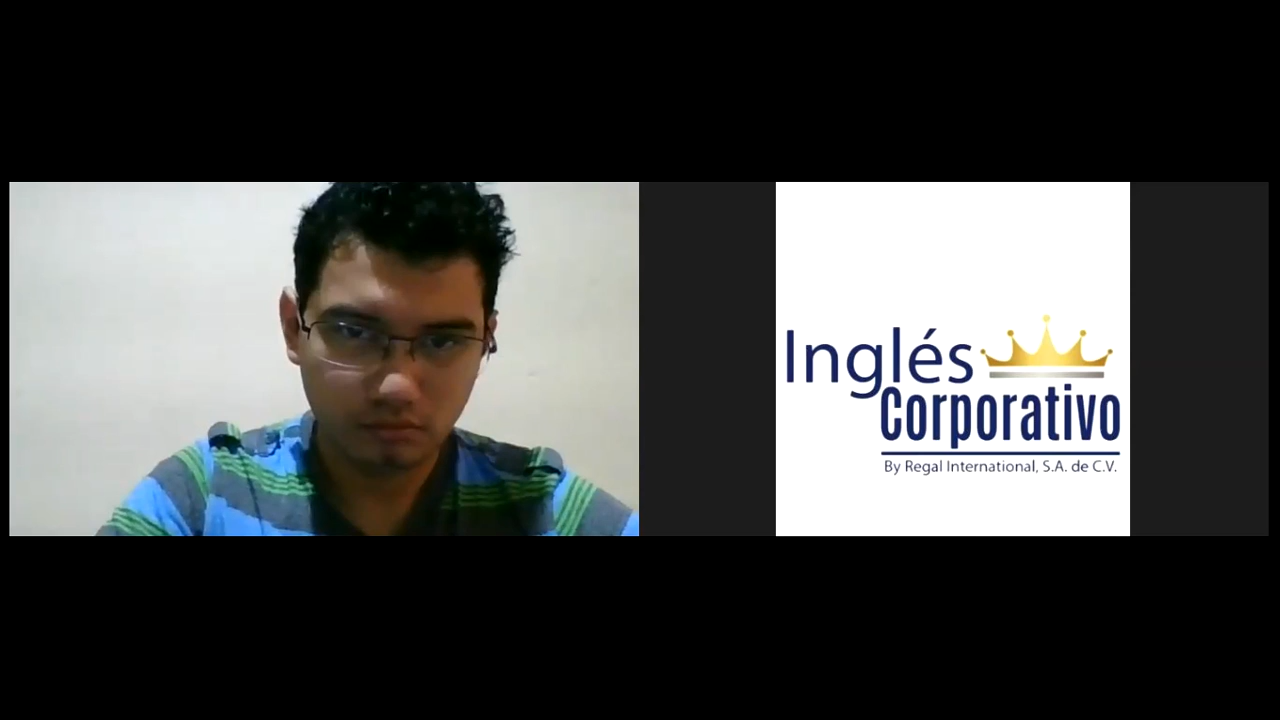 Inglés
Corporativo
By Regal International, S.A. de C.V.